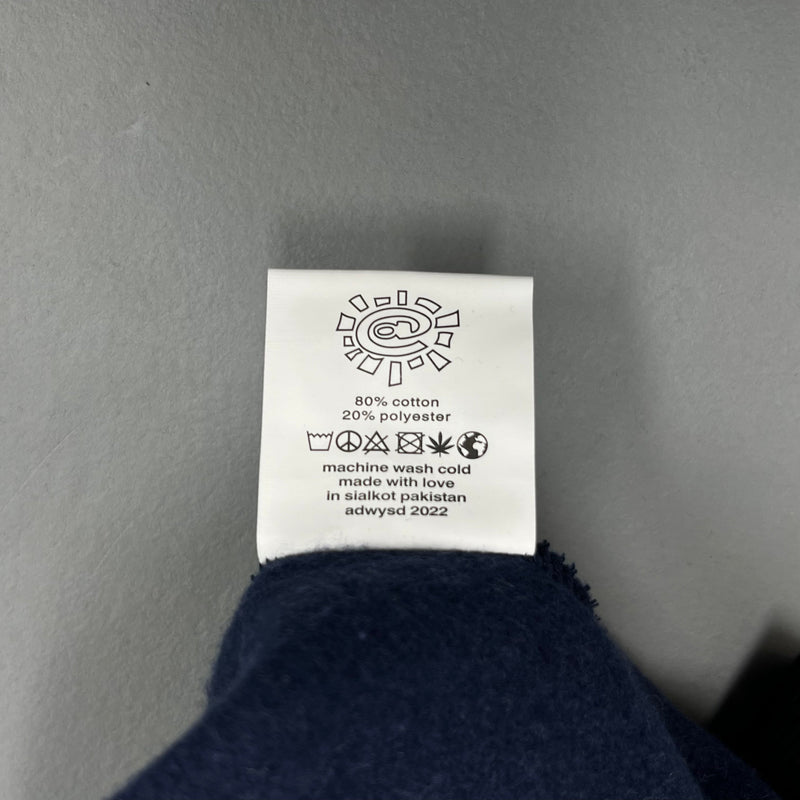 @
80% cotton
20% polyester
machine wash cold
made with love
in sialkot pakistan
adwysd 2022